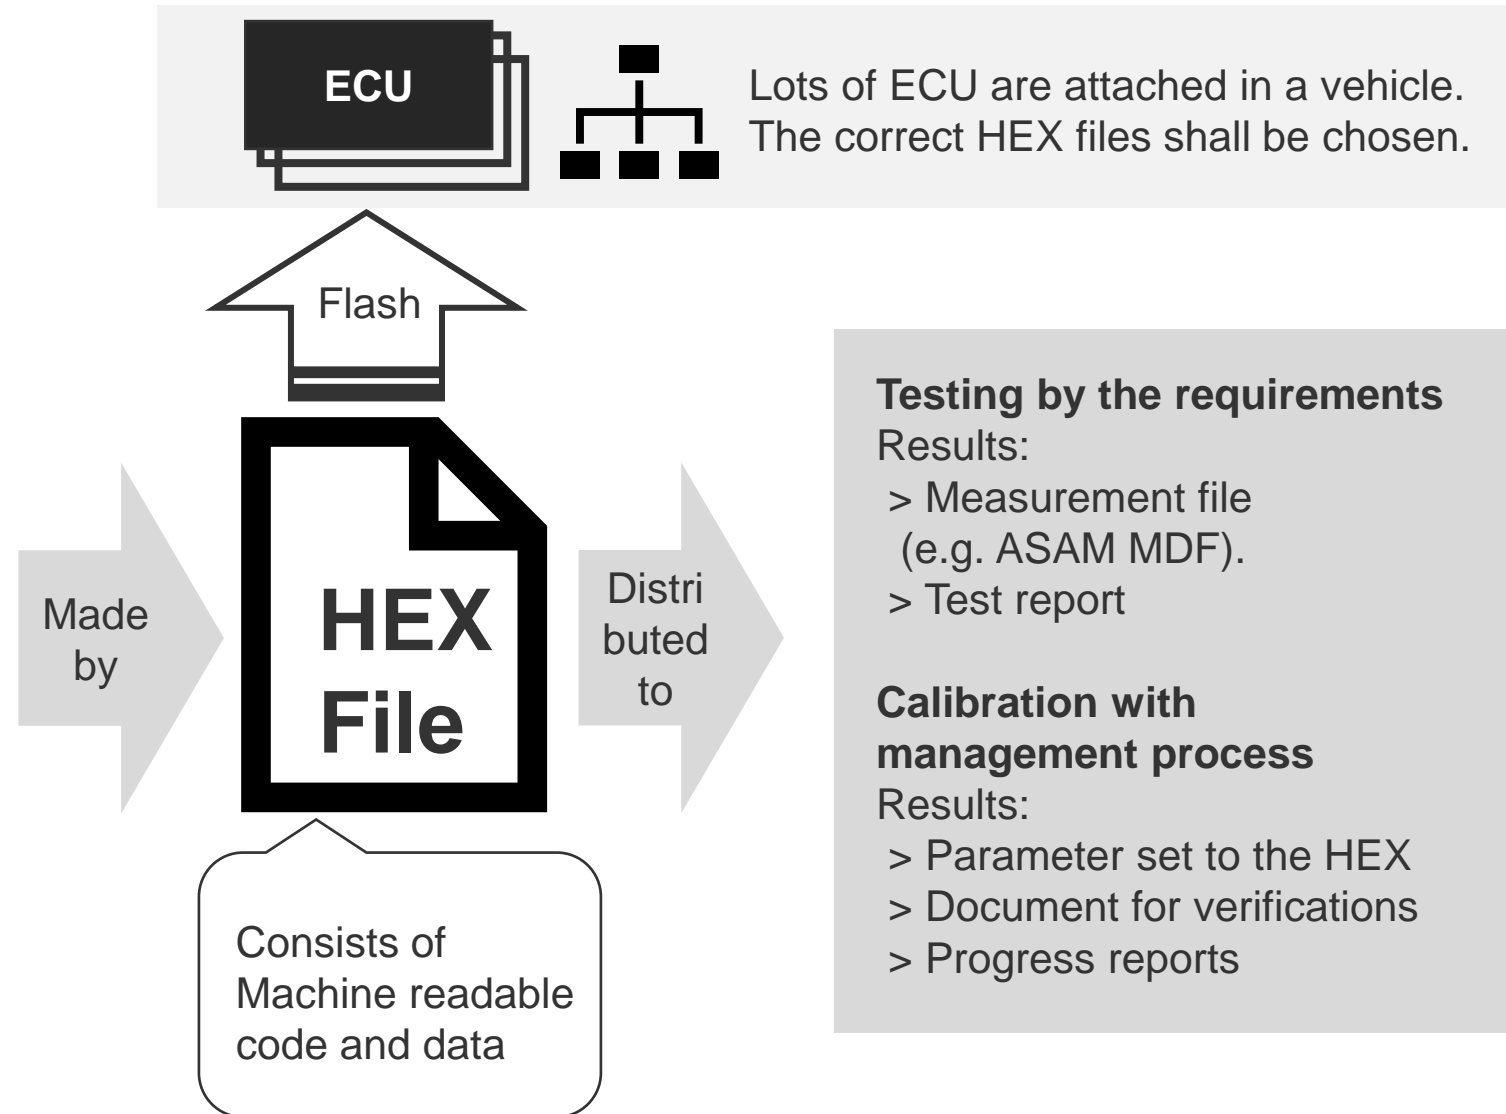 ECU
Lots of ECU are attached in a vehicle.
The correct HEX files shall be chosen.
Flash
Made
by
HEX
File
Distri
buted
to
Testing by the requirements
Results:
> Measurement file
(e.g. ASAM MDF).
> Test report
Calibration with
management process
Results:
> Parameter set to the HEX
> Document for verifications
> Progress reports
Consists of
Machine readable
code and data